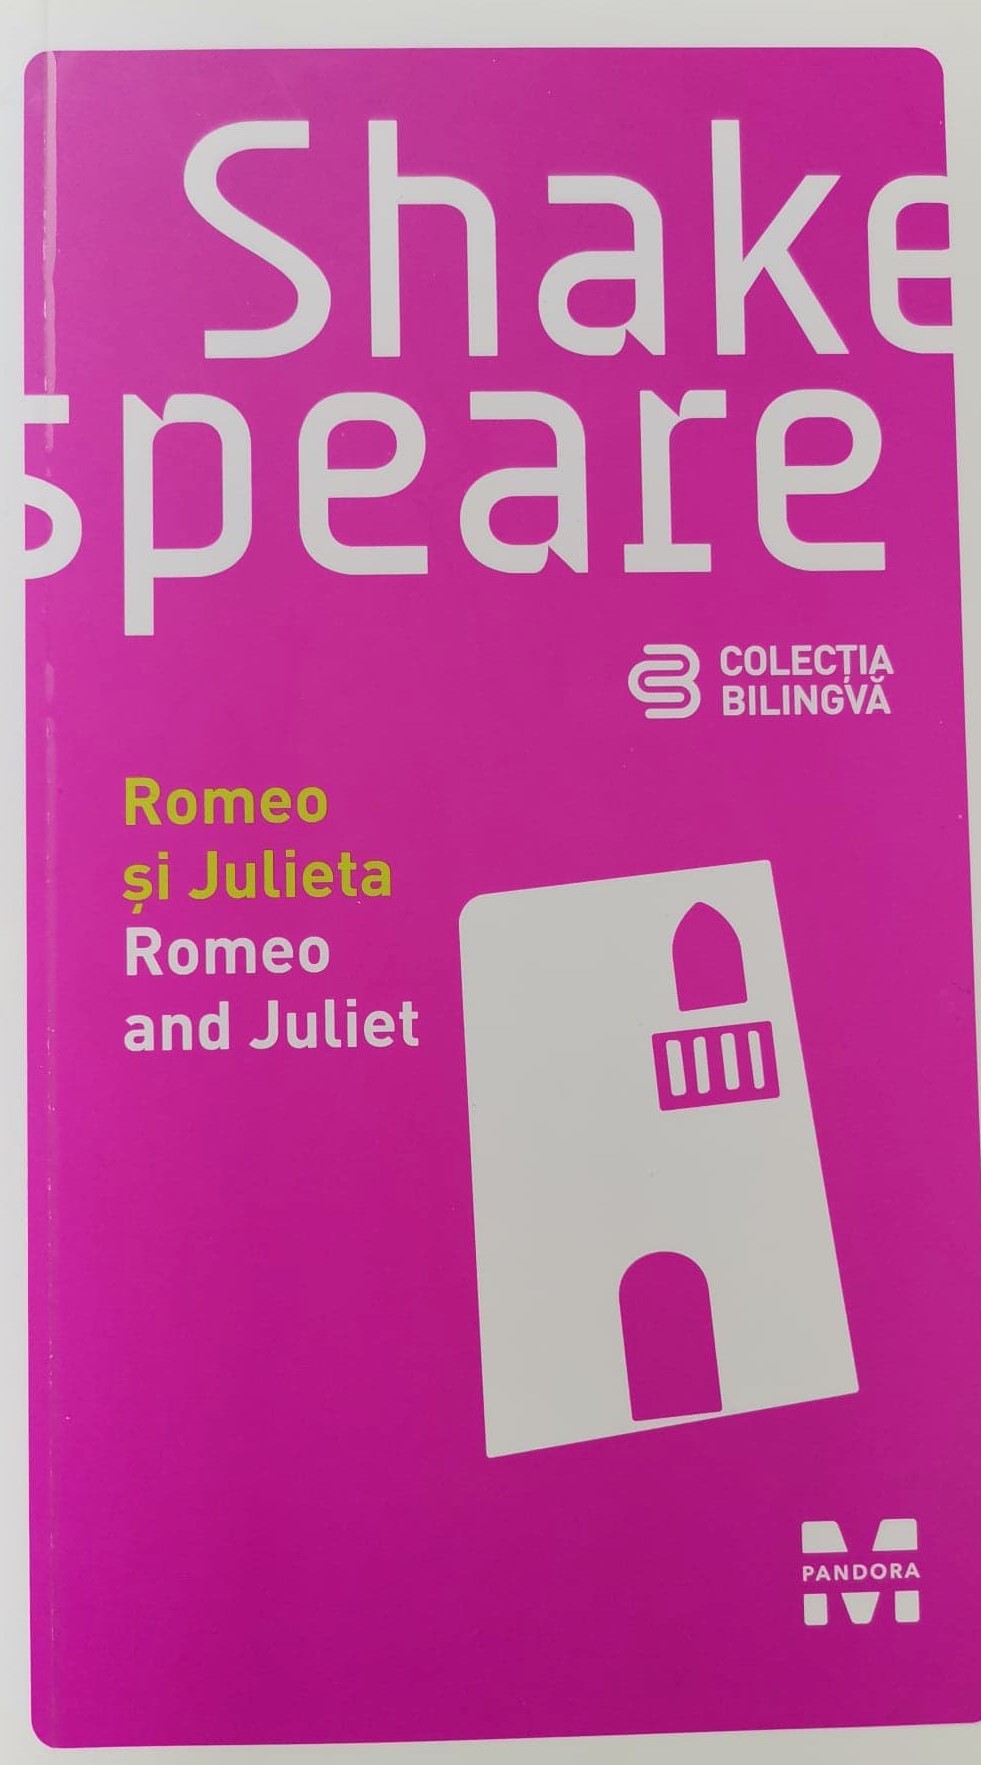 Shake
speare
COLECȚIA
BILINGVĂ
Romeo
și Julieta
Romeo
and Juliet
PANDORA
M